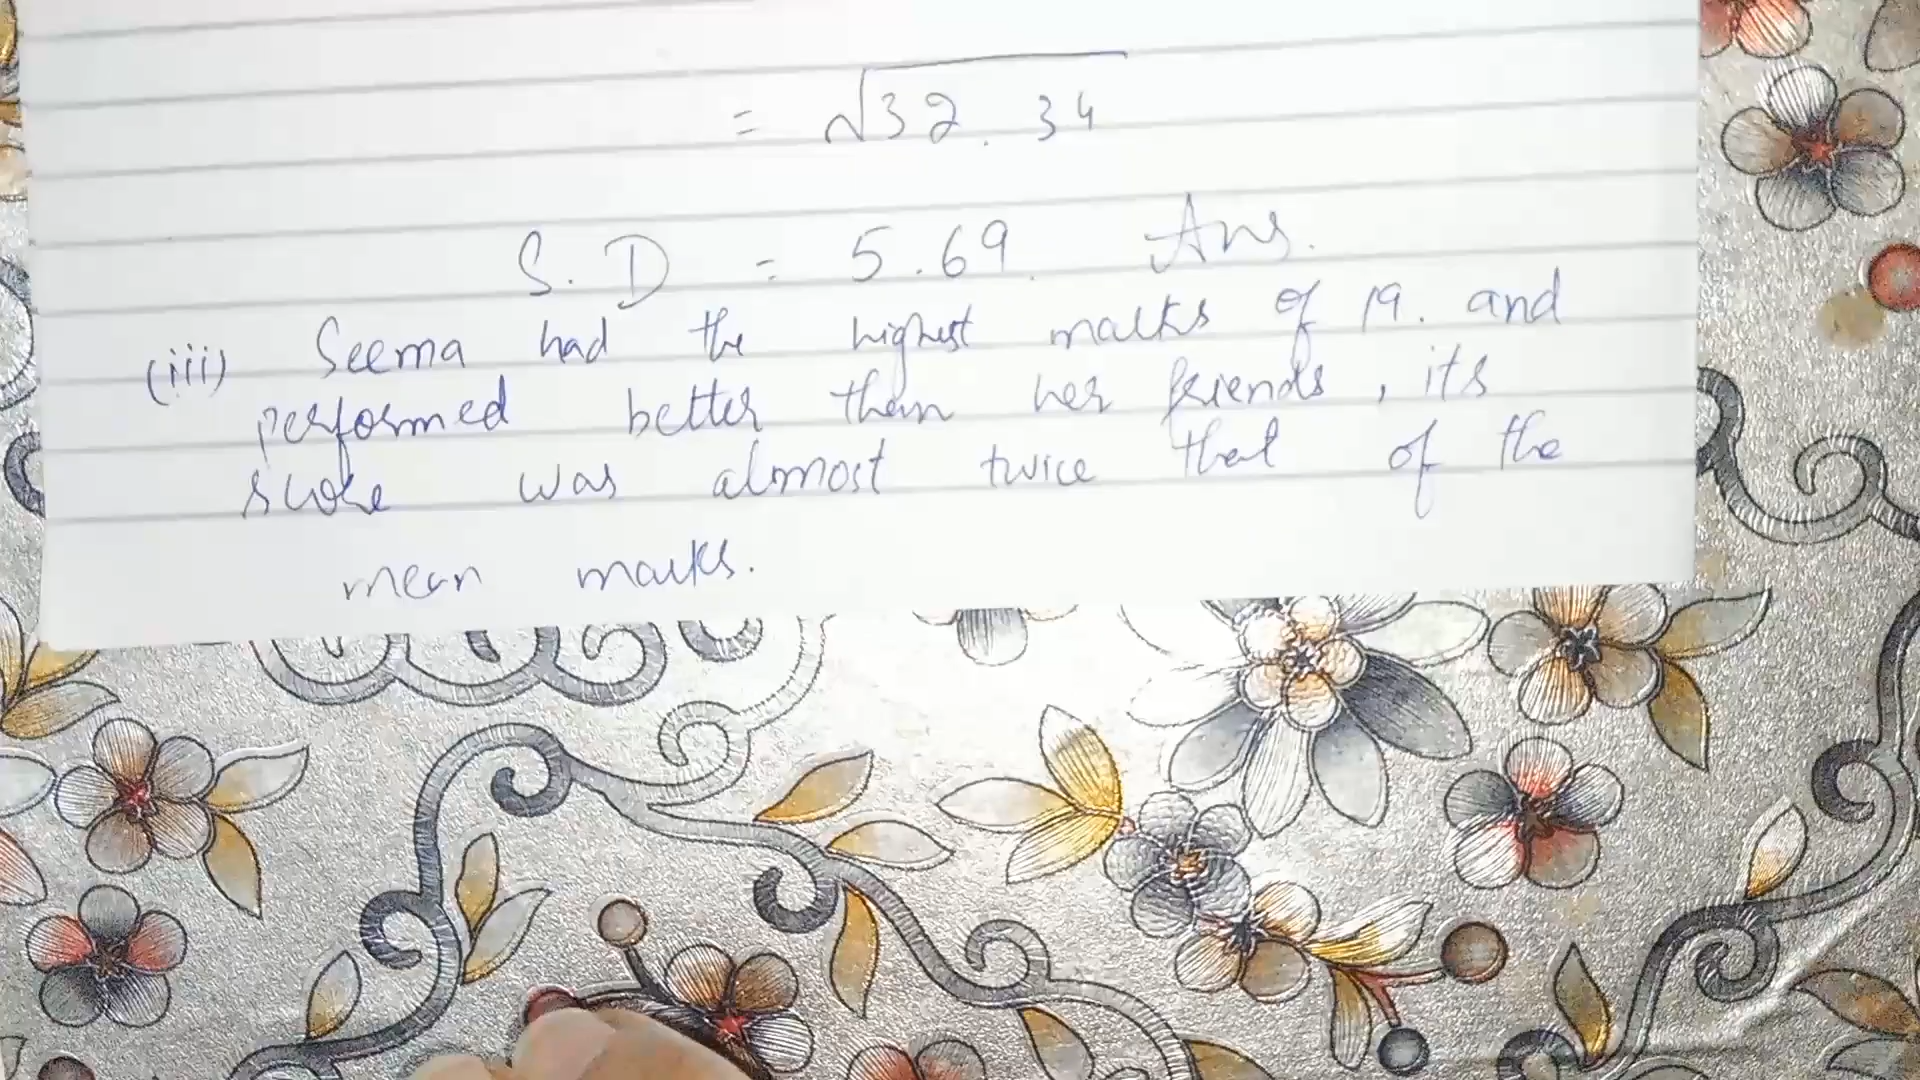 = √32.34
S.D = 5.69 Ans.
(iii) Seema had the highest marks of 19. and
performed better then her friends, its
score was almost twice that of the
mean marks.